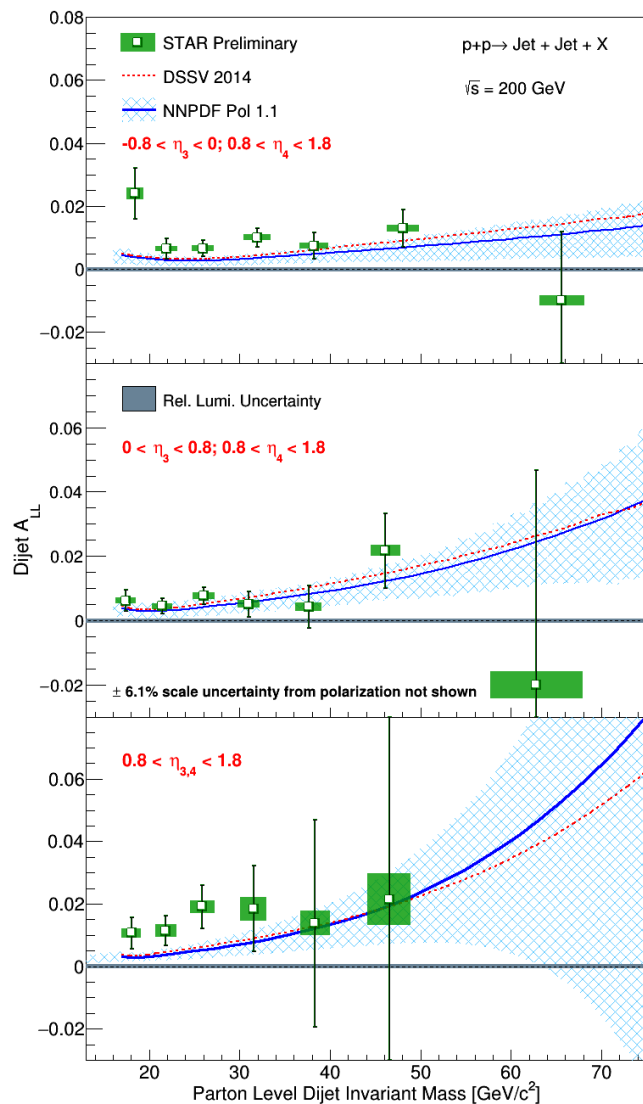 0.08
STAR Preliminary
p+p→ Jet + Jet + X
DSSV 2014
√s = 200 GeV
0.06
NNPDF Pol 1.1
-0.8 < η3 < 0; 0.8 < η4 < 1.8
0.04
0.02
0
−0.02
Rel. Lumi. Uncertainty
0.06
0 < η3 < 0.8; 0.8 < η4 < 1.8
0.04
Dijet ALL
0.02
0
−0.02
± 6.1% scale uncertainty from polarization not shown
0.8 < η3,4 < 1.8
0.06
0.04
0.02
0
−0.02
20 30 40 50 60 70
Parton Level Dijet Invariant Mass [GeV/c²]